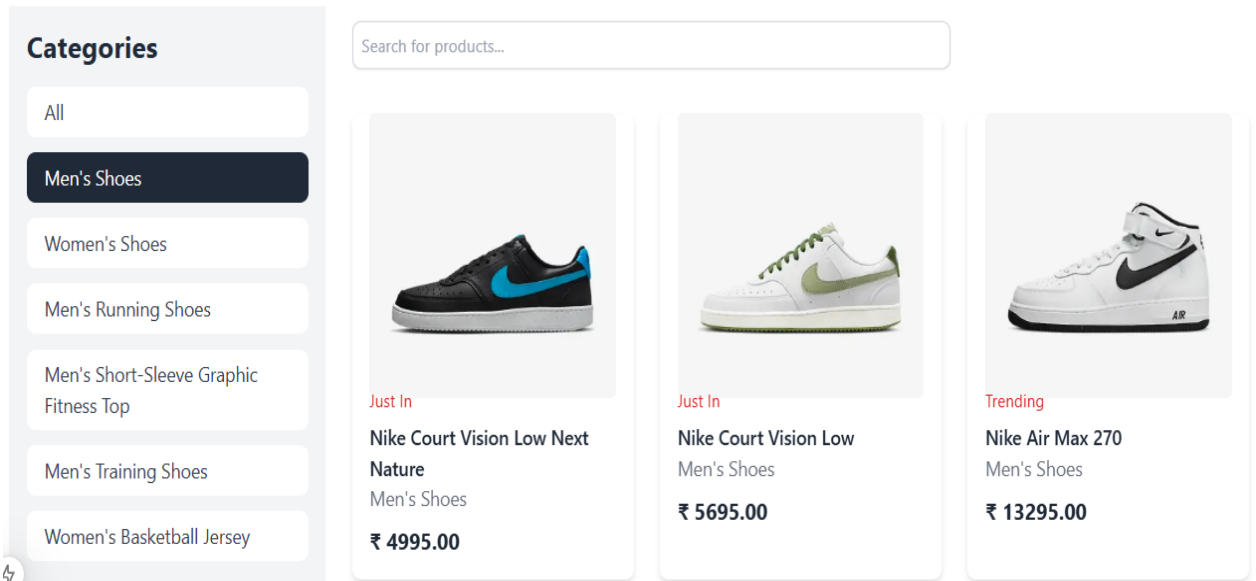 Categories
All
Men's Shoes
Women's Shoes
Men's Running Shoes
Men's Short-Sleeve Graphic
Fitness Top
Men's Training Shoes
Women's Basketball Jersey
Search for products...
Just In
Nike Court Vision Low Next
Nature
Men's Shoes
₹ 4995.00
Just In
Nike Court Vision Low
Men's Shoes
₹ 5695.00
AIR
Trending
Nike Air Max 270
Men's Shoes
₹ 13295.00